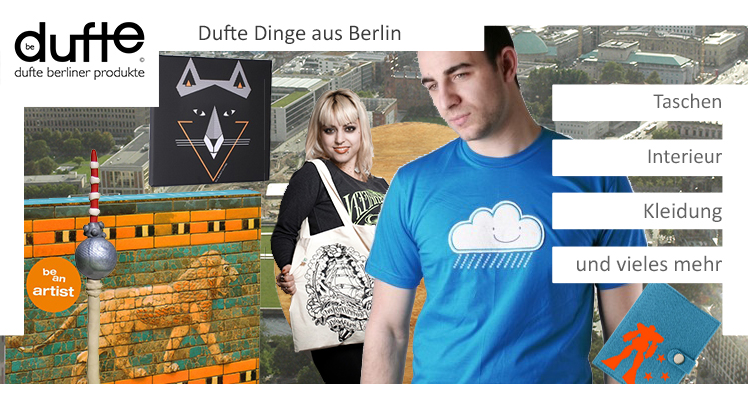 be
dufte
©
dufte berliner produkte
Dufte Dinge aus Berlin
Taschen
Interieur
Kleidung
und vieles mehr
be
an
artist